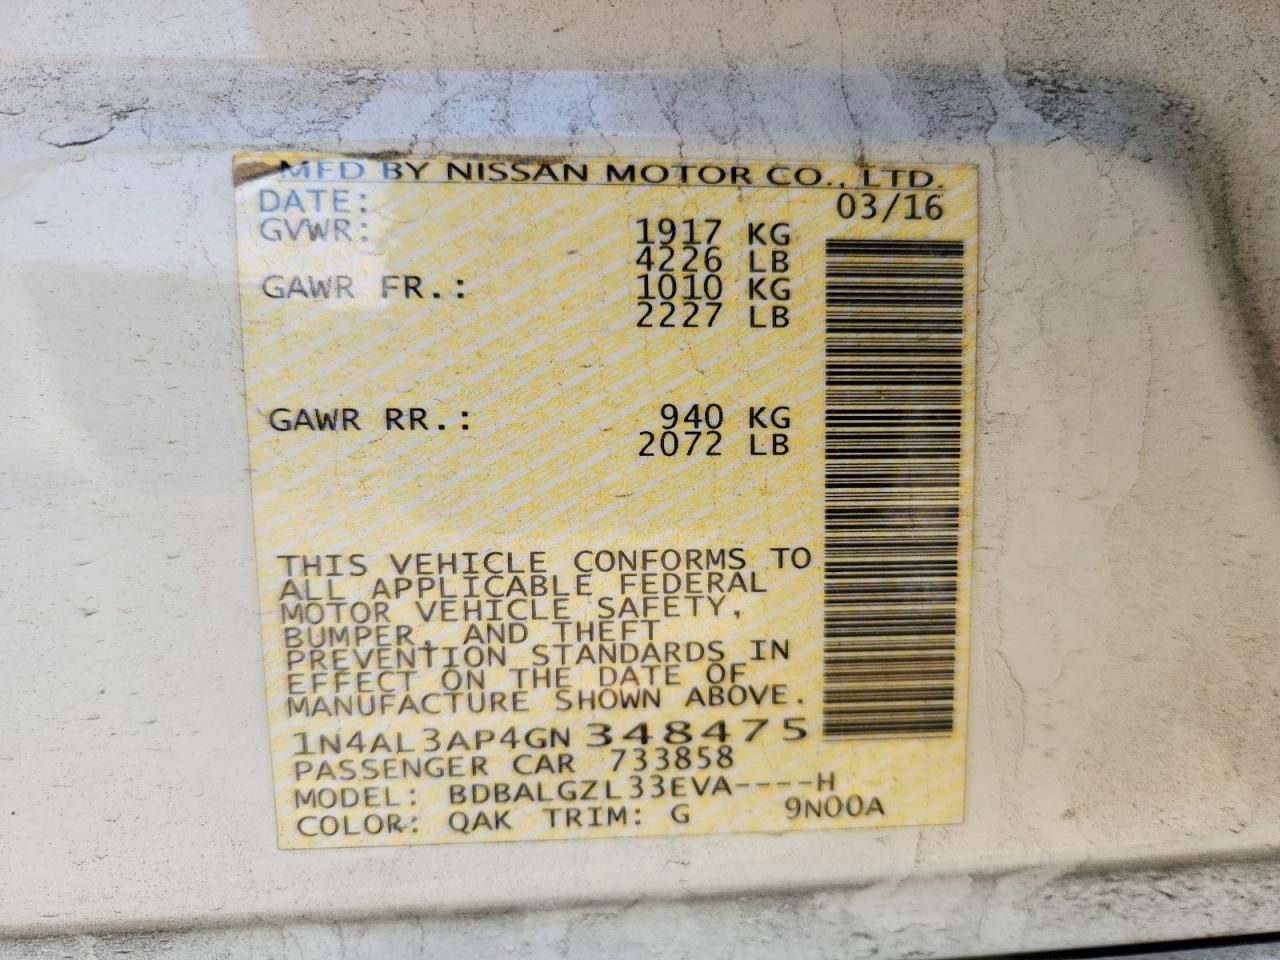 MFD BY NISSAN MOTOR CO., LTD.
DATE: 03/16
GVWR: 1917 KG
4226 LB
GAWR FR.: 1010 KG
2227 LB
GAWR RR.: 940 KG
2072 LB
THIS VEHICLE CONFORMS TO
ALL APPLICABLE FEDERAL
MOTOR VEHICLE SAFETY,
BUMPER, AND THEFT
PREVENTION STANDARDS IN
EFFECT ON THE DATE OF
MANUFACTURE SHOWN ABOVE.
1N4AL3AP4GN 348475
PASSENGER CAR 733858
MODEL: BDBALGZL33EVA----H
COLOR: QAK TRIM: G 9N00A